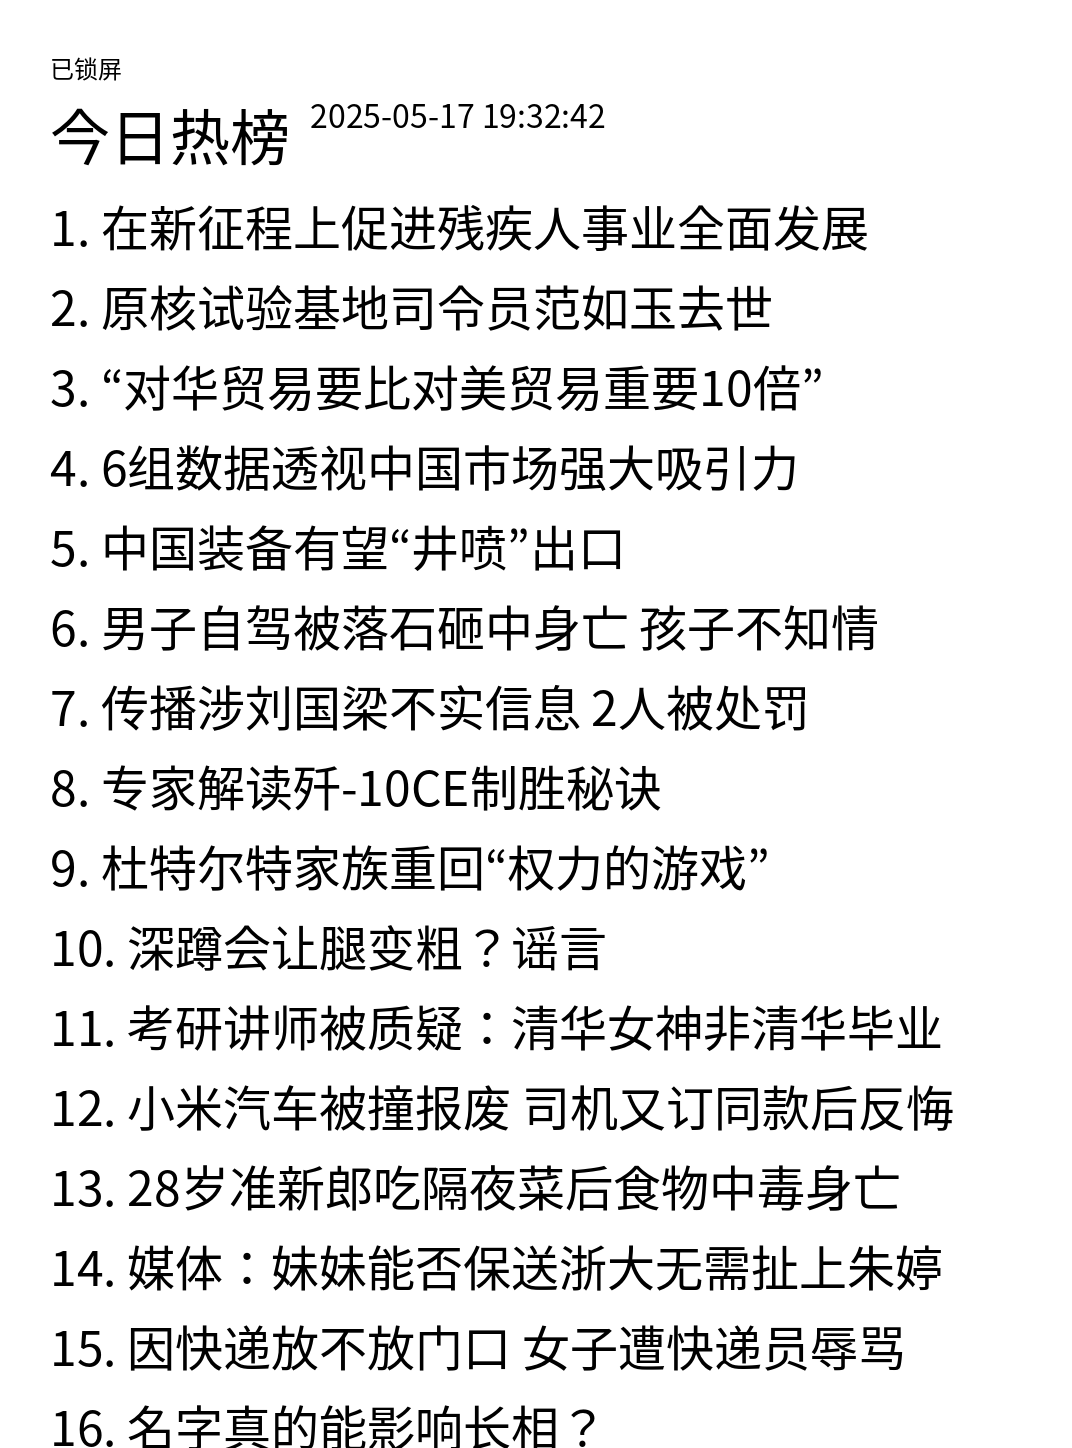 已锁屏
今日热榜 2025-05-17 19:32:42
1. 在新征程上促进残疾人事业全面发展
2. 原核试验基地司令员范如玉去世
3. “对华贸易要比对美贸易重要10倍”
4. 6组数据透视中国市场强大吸引力
5. 中国装备有望“井喷”出口
6. 男子自驾被落石砸中身亡 孩子不知情
7. 传播涉刘国梁不实信息 2人被处罚
8. 专家解读歼-10CE制胜秘诀
9. 杜特尔特家族重回“权力的游戏”
10. 深蹲会让腿变粗？谣言
11. 考研讲师被质疑：清华女神非清华毕业
12. 小米汽车被撞报废 司机又订同款后反悔
13. 28岁准新郎吃隔夜菜后食物中毒身亡
14. 媒体：妹妹能否保送浙大无需扯上朱婷
15. 因快递放不放门口 女子遭快递员辱骂
16. 名字真的能影响长相？